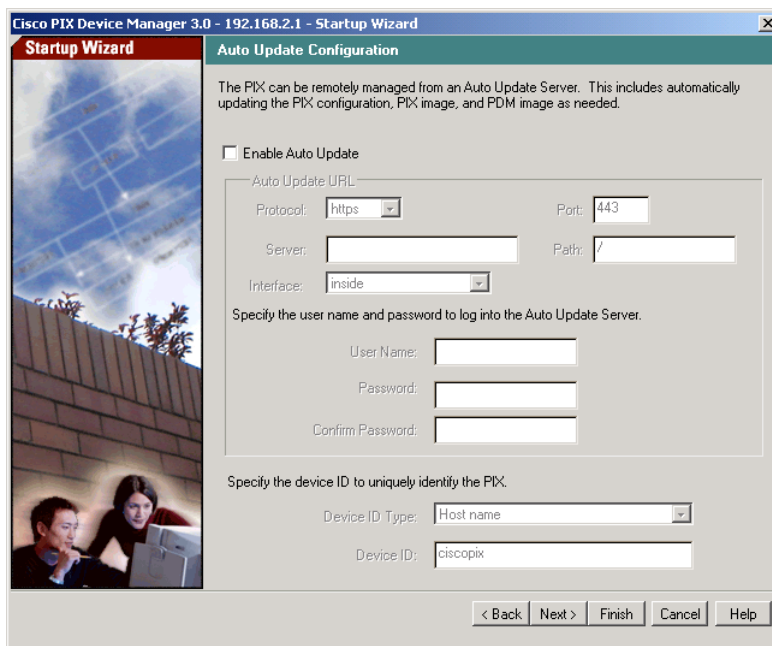 Cisco PIX Device Manager 3.0 - 192.168.2.1 - Startup Wizard
Startup Wizard
Auto Update Configuration
The PIX can be remotely managed from an Auto Update Server. This includes automatically
updating the PIX configuration, PIX image, and PDM image as needed.
Enable Auto Update
Auto Update URL
Protocol: https Port: 443
Server: Path: /
Interface: inside
Specify the user name and password to log into the Auto Update Server.
User Name:
Password:
Confirm Password:
Specify the device ID to uniquely identify the PIX.
Device ID Type: Host name
Device ID: ciscopix
< Back Next > Finish Cancel Help